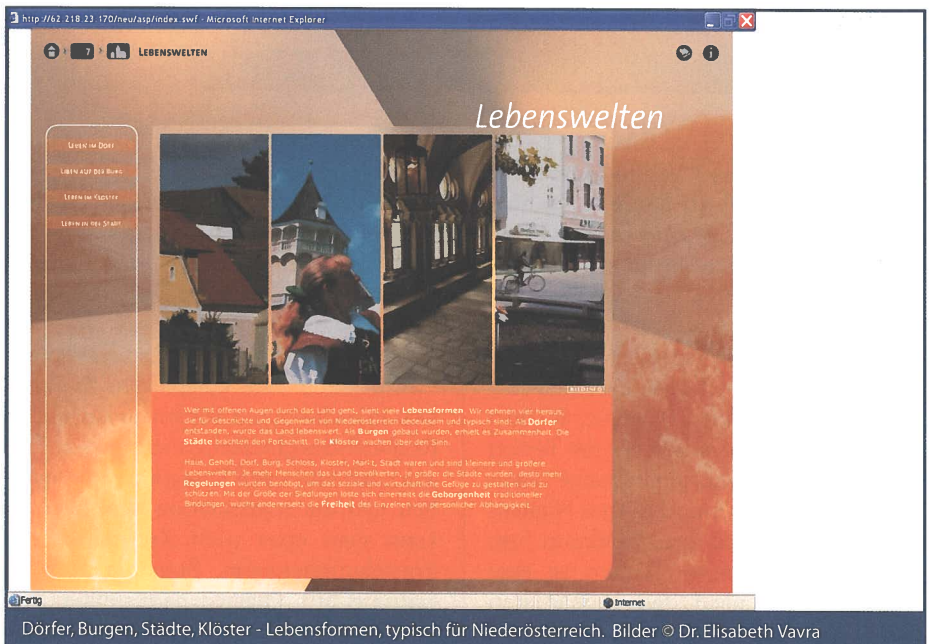 http://62.218.23.170/neu/asp/index.swf - Microsoft Internet Explorer
7 LEBENSWELTEN
Lebenswelten
LEBEN IM DORF
LEBEN AUF DER BURG
LEBEN IM KLOSTER
LEBEN IN DER STADT
BILDINFO
Wer mit offenen Augen durch das Land geht, sieht viele Lebensformen. Wir nehmen vier heraus,
die für Geschichte und Gegenwart von Niederösterreich bedeutsam und typisch sind: Als Dörfer
entstanden, wurde das Land lebenswert. Als Burgen gebaut wurden, erhielt es Zusammenhalt. Die
Städte brachten den Fortschritt. Die Klöster wachen über den Sinn.
Haus, Gehöft, Dorf, Burg, Schloss, Kloster, Markt, Stadt waren und sind kleinere und größere
Lebenswelten. Je mehr Menschen das Land bevölkerten, je größer die Städte wurden, desto mehr
Regelungen wurden benötigt, um das soziale und wirtschaftliche Gefüge zu gestalten und zu
schützen. Mit der Größe der Siedlungen löste sich einerseits die Geborgenheit traditioneller
Bindungen, wuchs andererseits die Freiheit des Einzelnen von persönlicher Abhängigkeit.
Fertig
Internet
Dörfer, Burgen, Städte, Klöster - Lebensformen, typisch für Niederösterreich. Bilder © Dr. Elisabeth Vavra